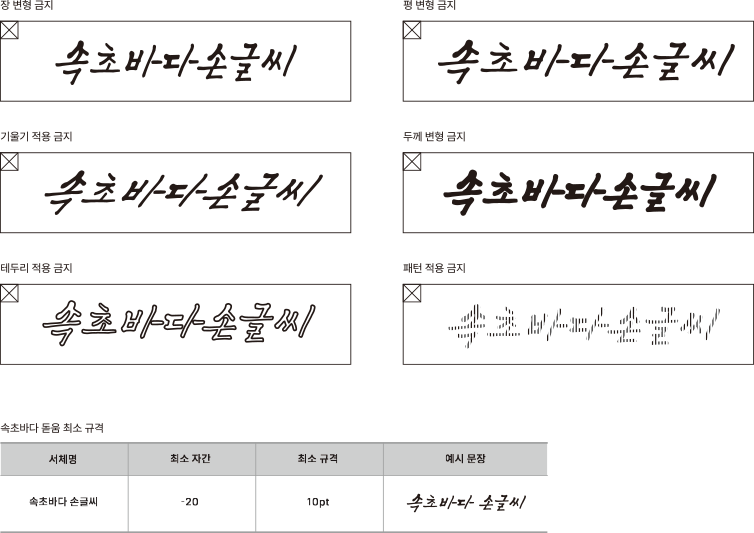 장 변형 금지
평 변형 금지
속초바다손글씨
속초바다손글씨
기울기 적용 금지
두께 변형 금지
속초바다손글씨
속초바다손글씨
테두리 적용 금지
패턴 적용 금지
속초바다손글씨
속초바다손글씨
속초바다 돋움 최소 규격
서체명 최소 자간 최소 규격 예시 문장
속초바다 손글씨 -20 10pt 속초바다 손글씨